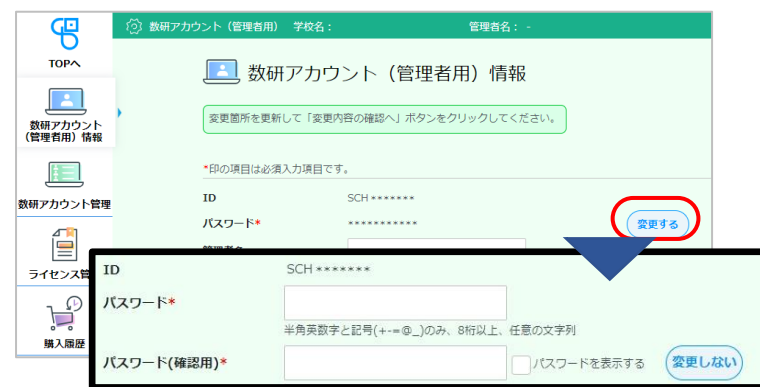 数研アカウント（管理者用） 学校名： 管理者名： -
TOPへ
数研アカウント
（管理者用）情報
数研アカウント管理
ライセンス管
購入履歴
数研アカウント（管理者用）情報
変更箇所を更新して「変更内容の確認へ」ボタンをクリックしてください。
*印の項目は必須入力項目です。
ID SCH*******
パスワード* *********** 変更する
ID SCH*******
パスワード*
半角英数字と記号(+-=@_)のみ、8桁以上、任意の文字列
パスワード(確認用)* パスワードを表示する 変更しない